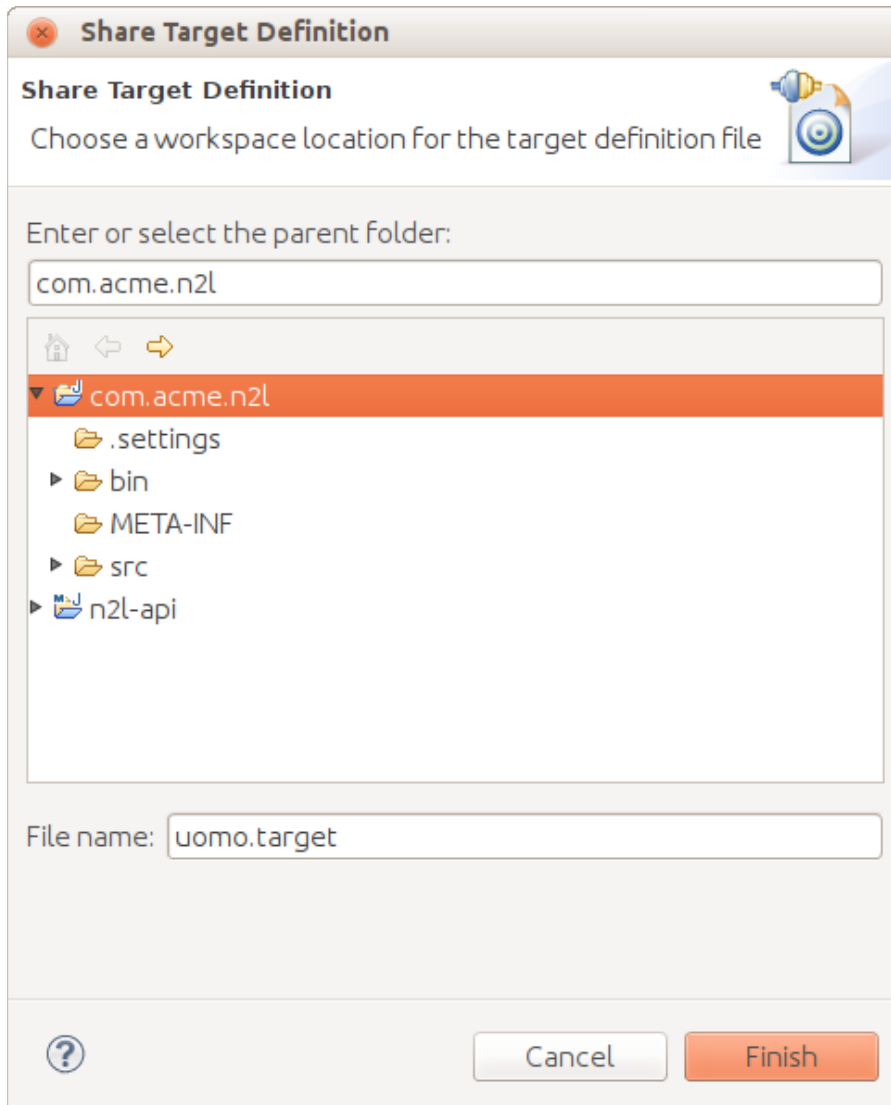 Share Target Definition
Share Target Definition
Choose a workspace location for the target definition file
Enter or select the parent folder:
com.acme.n2l
com.acme.n2l
.settings
bin
META-INF
src
n2l-api
File name: uomo.target
Cancel Finish